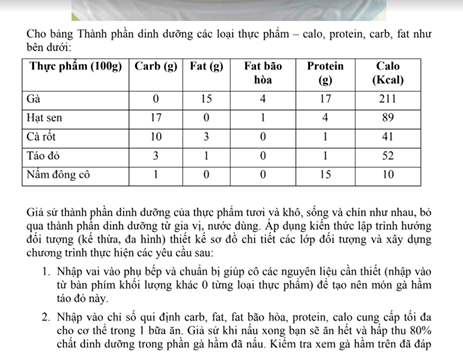 Cho bảng Thành phần dinh dưỡng các loại thực phẩm – calo, protein, carb, fat như
bên dưới:
Thực phẩm (100g) Carb (g) Fat (g) Fat bão hòa Protein (g) Calo (Kcal)
Gà 0 15 4 17 211
Hạt sen 17 0 1 4 89
Cà rốt 10 3 0 1 41
Táo đỏ 3 1 0 1 52
Nấm đông cô 1 0 0 15 10
Giả sử thành phần dinh dưỡng của thực phẩm tươi và khô, sống và chín như nhau, bỏ
qua thành phần dinh dưỡng từ gia vị, nước dùng. Áp dụng kiến thức lập trình hướng
đối tượng (kế thừa, đa hình) thiết kế sơ đồ chi tiết các lớp đối tượng và xây dựng
chương trình thực hiện các yêu cầu sau:
1. Nhập vai vào phụ bếp và chuẩn bị giúp cô các nguyên liệu cần thiết (nhập vào
từ bàn phím khối lượng khác 0 từng loại thực phẩm) để tạo nên món gà hầm
táo đỏ này.
2. Nhập vào chỉ số qui định carb, fat, fat bão hòa, protein, calo cung cấp tối đa
cho cơ thể trong 1 bữa ăn. Giả sử khi nấu xong bạn sẽ ăn hết và hấp thu 80%
chất dinh dưỡng trong phần gà hầm đã nấu. Kiểm tra xem gà hầm trên đã đáp